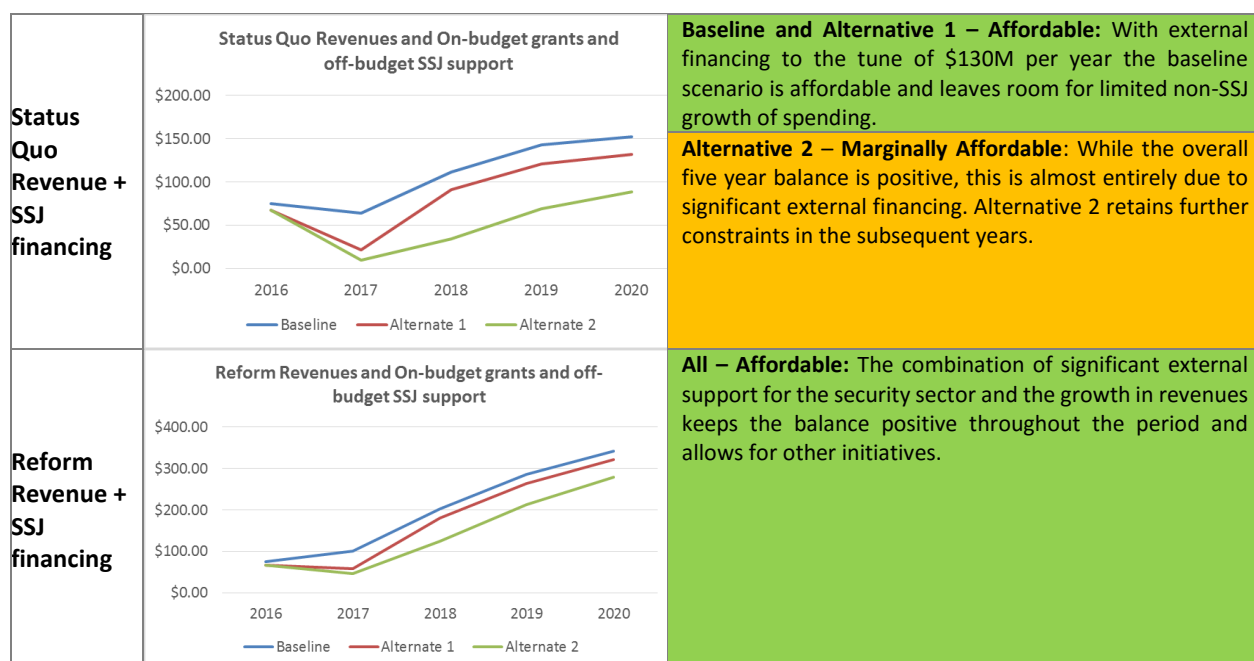 Status
Quo
Revenue +
SSJ
financing
Status Quo Revenues and On-budget grants and
off-budget SSJ support
$200.00
$150.00
$100.00
$50.00
$0.00
2016 2017 2018 2019 2020
Baseline Alternate 1 Alternate 2
Baseline and Alternative 1 – Affordable: With external
financing to the tune of $130M per year the baseline
scenario is affordable and leaves room for limited non-SSJ
growth of spending.
Alternative 2 – Marginally Affordable: While the overall
five year balance is positive, this is almost entirely due to
significant external financing. Alternative 2 retains further
constraints in the subsequent years.
Reform
Revenue +
SSJ
financing
Reform Revenues and On-budget grants and off-
budget SSJ support
$400.00
$300.00
$200.00
$100.00
$0.00
2016 2017 2018 2019 2020
Baseline Alternate 1 Alternate 2
All – Affordable: The combination of significant external
support for the security sector and the growth in revenues
keeps the balance positive throughout the period and
allows for other initiatives.